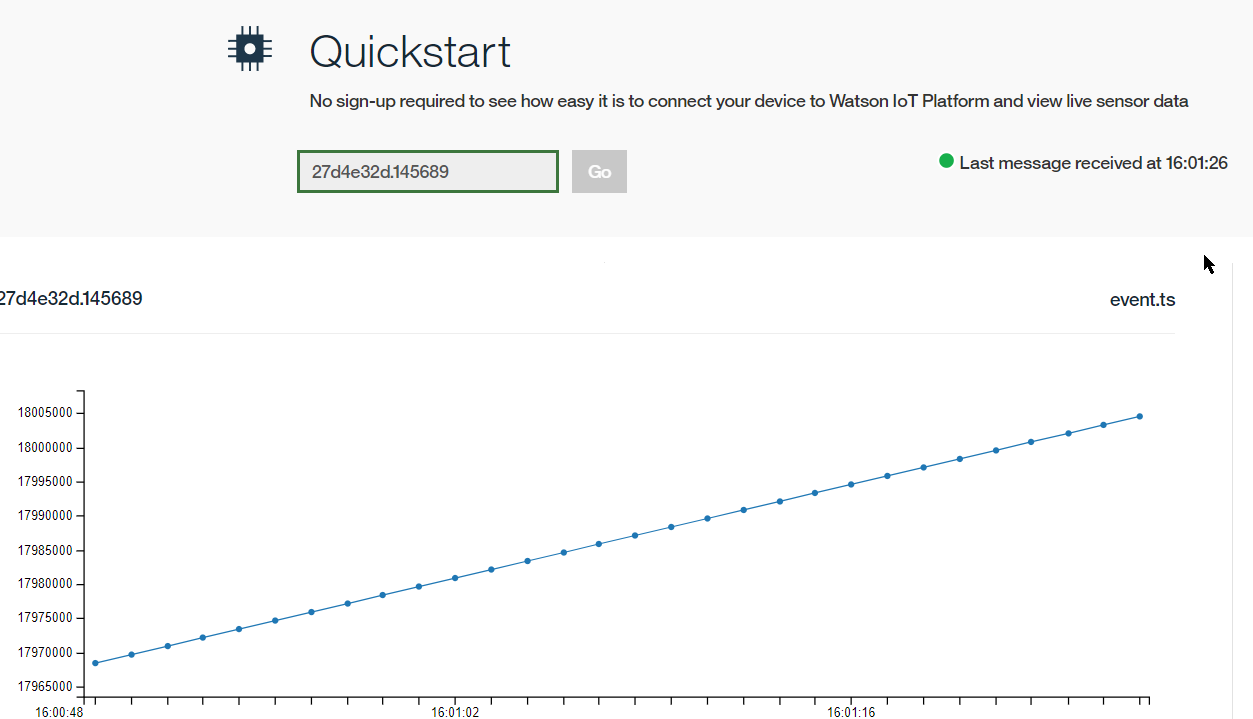 Quickstart
No sign-up required to see how easy it is to connect your device to Watson IoT Platform and view live sensor data
27d4e32d.145689
Go
Last message received at 16:01:26
27d4e32d.145689
event.ts
18005000
18000000
17995000
17990000
17985000
17980000
17975000
17970000
17965000
16:00:48
16:01:02
16:01:16